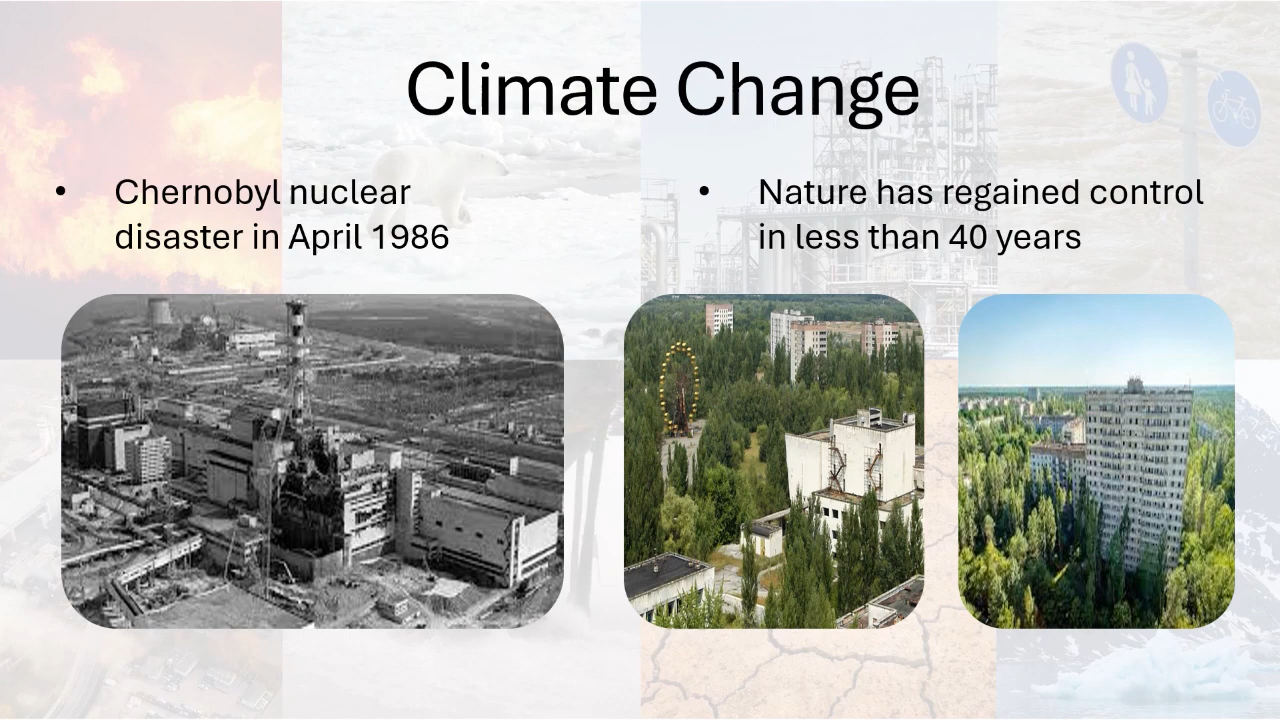 Climate Change
• Chernobyl nuclear
disaster in April 1986
• Nature has regained control
in less than 40 years